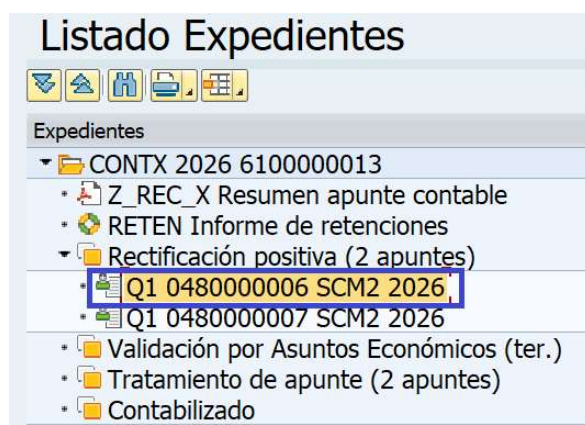 Listado Expedientes
Expedientes
CONTX 2026 6100000013
Z_REC_X Resumen apunte contable
RETEN Informe de retenciones
Rectificación positiva (2 apuntes)
Q1 0480000006 SCM2 2026
Q1 0480000007 SCM2 2026
Validación por Asuntos Económicos (ter.)
Tratamiento de apunte (2 apuntes)
Contabilizado